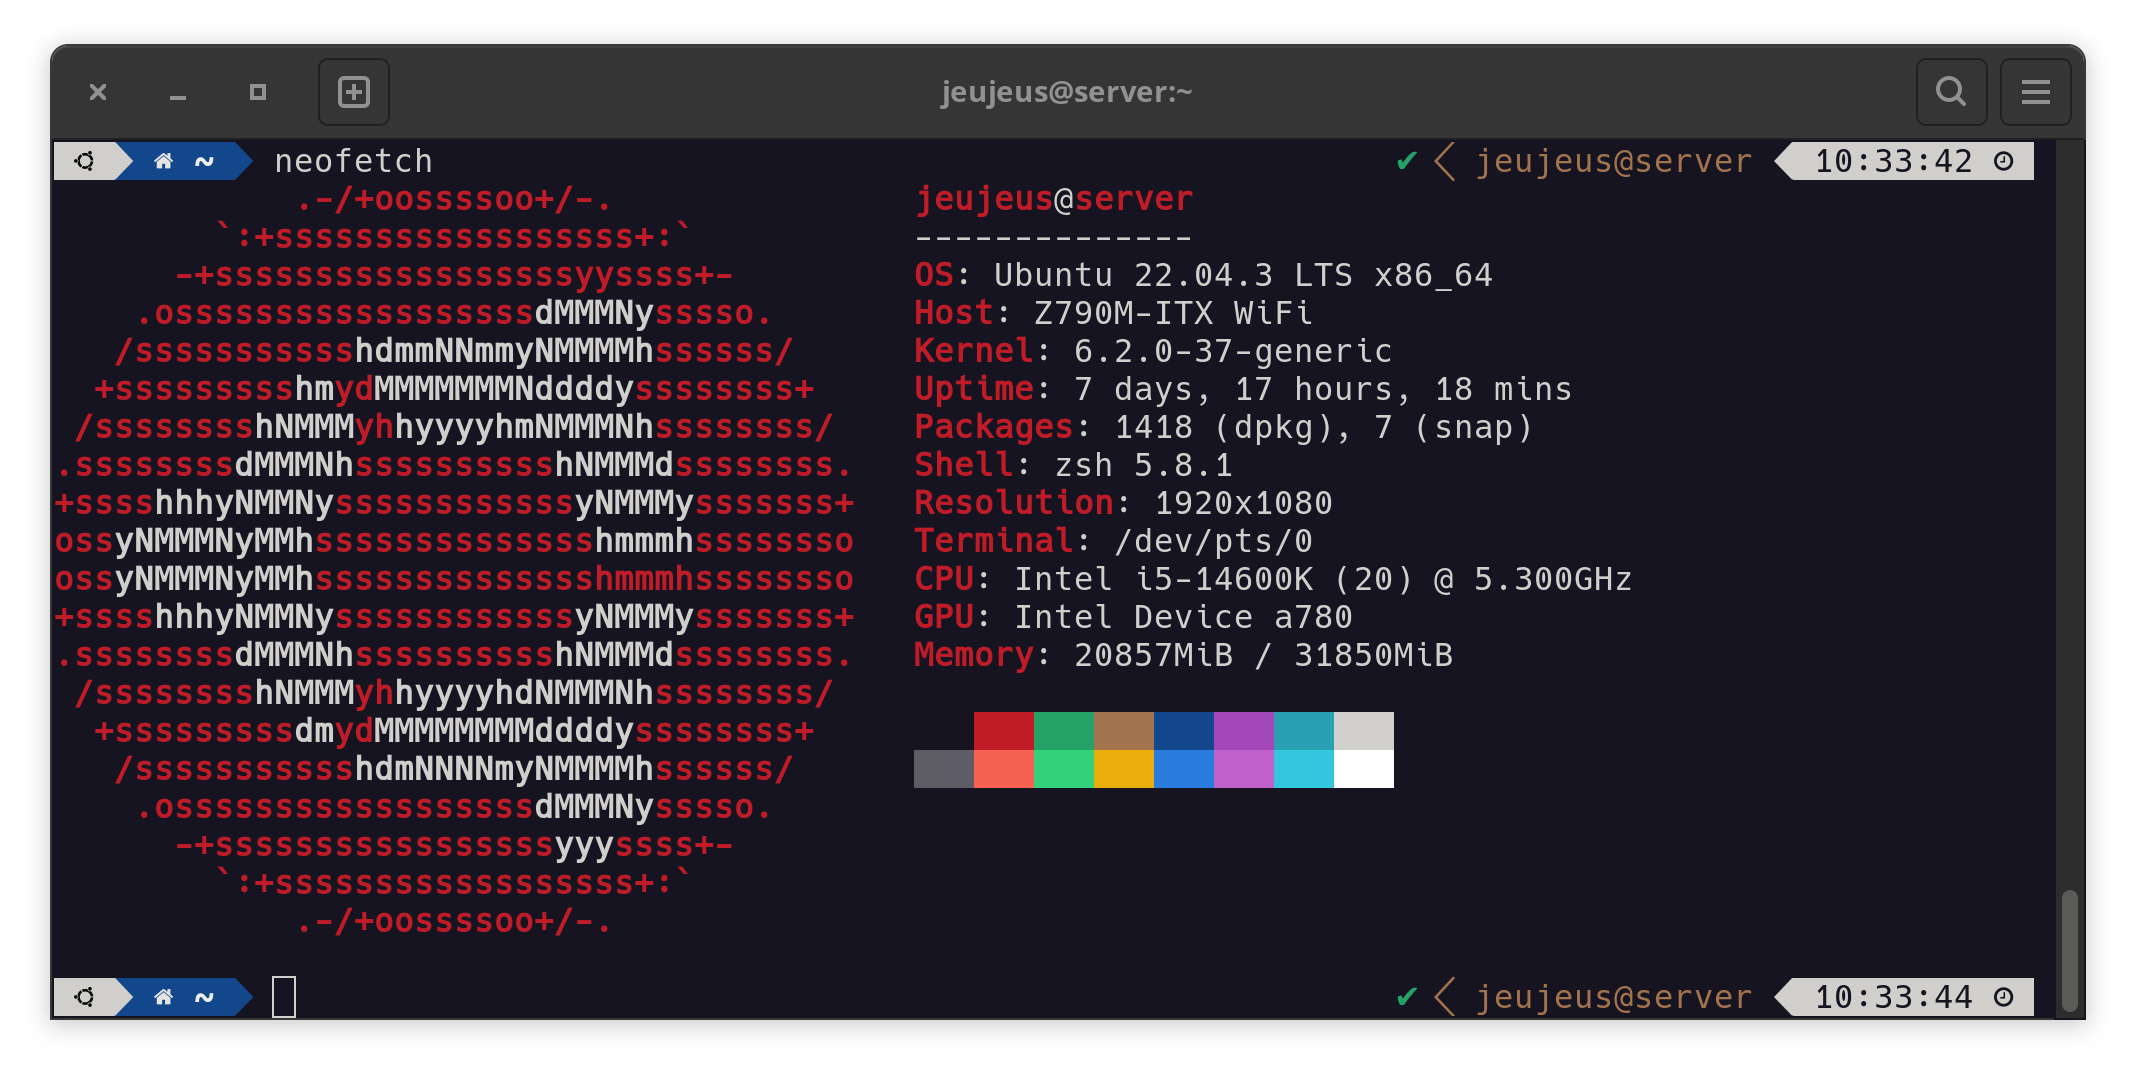 jeujeus@server:~
~ neofetch ✔ jeujeus@server 10:33:42
.-/+oossssoo+/-. jeujeus@server
`:+ssssssssssssssssss+:` --------------
-+ssssssssssssssssssyyssss+- OS: Ubuntu 22.04.3 LTS x86_64
.ossssssssssssssssssdMMMNysssso. Host: Z790M-ITX WiFi
/ssssssssssshdmmNNmmyNMMMMhssssss/ Kernel: 6.2.0-37-generic
+ssssssssshmydMMMMMMMNddddyssssssss+ Uptime: 7 days, 17 hours, 18 mins
/sssssssshNMMMyhhyyyyhmNMMMNhssssssss/ Packages: 1418 (dpkg), 7 (snap)
.ssssssssdMMMNhsssssssssshNMMMdssssssss. Shell: zsh 5.8.1
+sssshhhyNMMNyssssssssssssyNMMMysssssss+ Resolution: 1920x1080
ossyNMMMNyMMhsssssssssssssshmmmhssssssso Terminal: /dev/pts/0
ossyNMMMNyMMhsssssssssssssshmmmhssssssso CPU: Intel i5-14600K (20) @ 5.300GHz
+sssshhhyNMMNyssssssssssssyNMMMysssssss+ GPU: Intel Device a780
.ssssssssdMMMNhsssssssssshNMMMdssssssss. Memory: 20857MiB / 31850MiB
/sssssssshNMMMyhhyyyyhdNMMMNhssssssss/
+sssssssssdmydMMMMMMMMddddyssssssss+
/ssssssssssshdmNNNNmyNMMMMhssssss/
.ossssssssssssssssssdMMMNysssso.
-+sssssssssssssssssyyyssss+-
`:+ssssssssssssssssss+:`
.-/+oossssoo+/-.
~ ✔ jeujeus@server 10:33:44